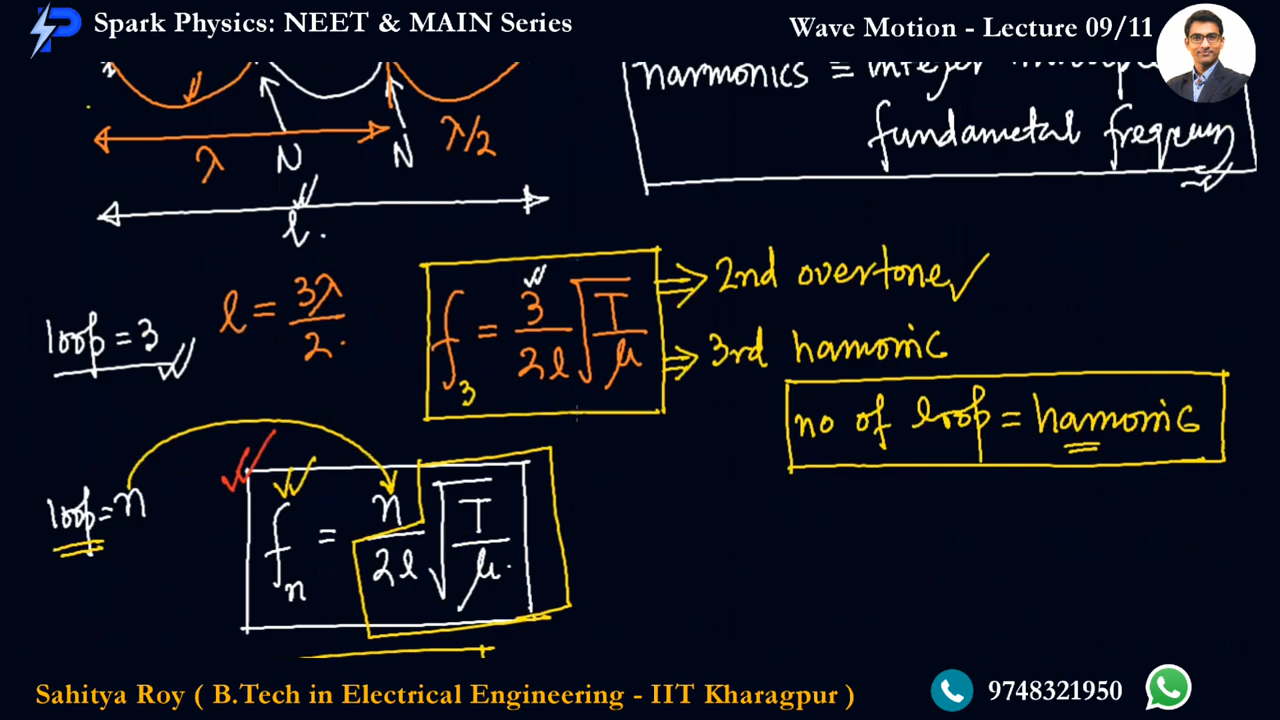 Spark Physics: NEET & MAIN Series
Wave Motion - Lecture 09/11
harmonics = integer
fundametal frequency
λ N N λ/2
l.
loop = 3
l = 3λ/2.
f₃ = 3/2l √T/μ
2nd overtone
3rd hamonic
no of loop = hamonic
loop = n
fₙ = n/2l √T/μ.
Sahitya Roy ( B.Tech in Electrical Engineering - IIT Kharagpur )
9748321950